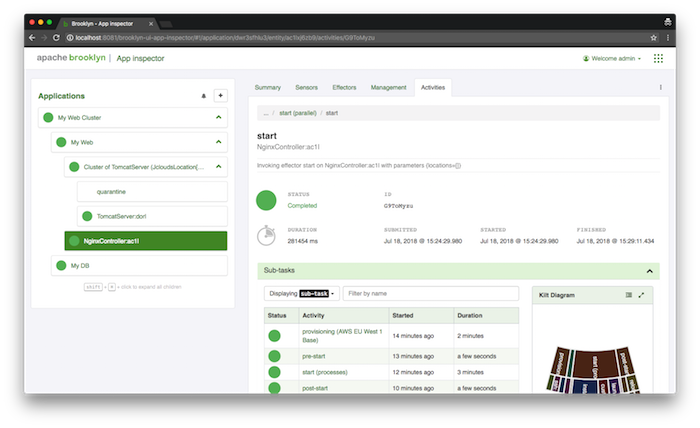 Brooklyn - App Inspector
localhost:8081/brooklyn-ui-app-inspector/#!/application/dwr3sfNu3/entity/ac1lxj6zb9/activities/G9ToMyzu
apache brooklyn | App inspector
Welcome admin
Applications
+
My Web Cluster
My Web
Cluster of TomcatServer (JcloudsLocation[...
quarantine
TomcatServer:dorl
NginxController:ac1l
My DB
shift + + click to expand all children
Summary
Sensors
Effectors
Management
Activities
... / start (parallel) / start
start
NginxController:ac1l
Invoking effector start on NginxController:ac1l with parameters {locations=[]}
STATUS
Completed
ID
G9ToMyzu
DURATION
281454 ms
SUBMITTED
Jul 18, 2018 @ 15:24:29.980
STARTED
Jul 18, 2018 @ 15:24:29.980
FINISHED
Jul 18, 2018 @ 15:29:11.434
Sub-tasks
Displaying sub-task
Filter by name
Status Activity Started Duration
provisioning (AWS EU West 1 Base) 14 minutes ago 2 minutes
pre-start 13 minutes ago a few seconds
start (processes) 12 minutes ago 3 minutes
post-start 10 minutes ago a few seconds
Kilt Diagram